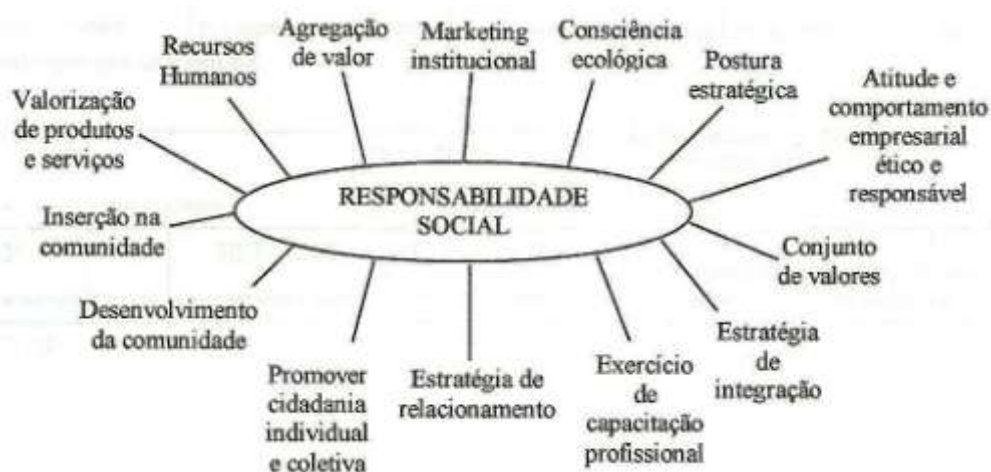 Recursos
Humanos
Agregação
de valor
Marketing
institucional
Consciência
ecológica
Postura
estratégica
Atitude e
comportamento
empresarial
ético e
responsável
Valorização
de produtos
e serviços
RESPONSABILIDADE
SOCIAL
Inserção na
comunidade
Conjunto
de valores
Desenvolvimento
da comunidade
Promover
cidadania
individual
e coletiva
Estratégia de
relacionamento
Exercício
de
capacitação
profissional
Estratégia
de
integração